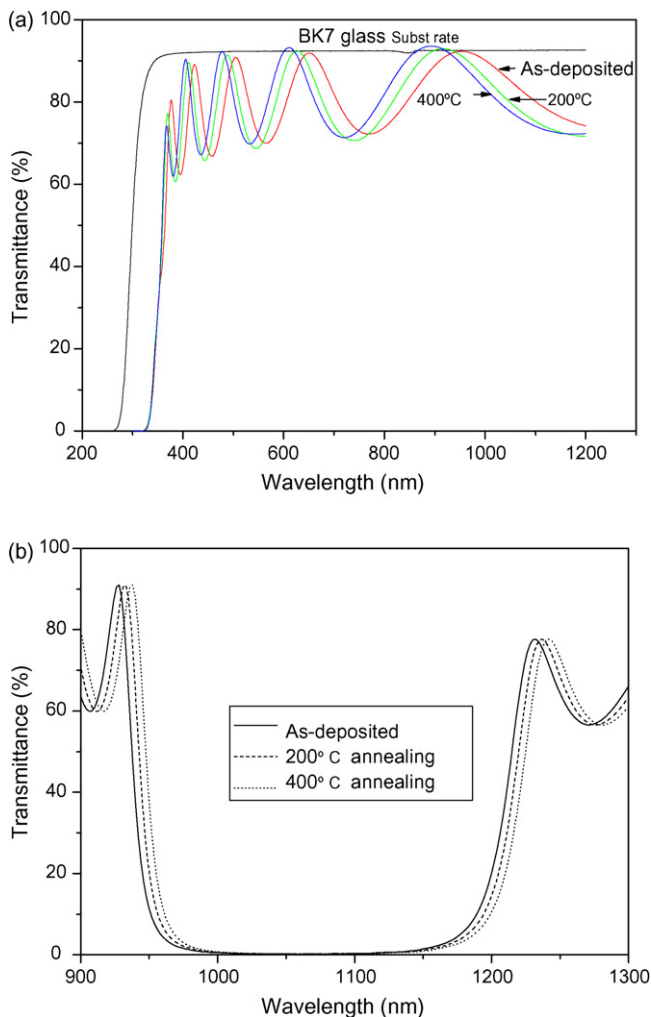 (a)
100
80
60
40
20
0
Transmittance (%)
BK7 glass Subst rate
As-deposited
400ºC
200ºC
200
400
600
800
1000
1200
Wavelength (nm)
(b)
100
80
60
40
20
0
Transmittance (%)
As-deposited
200º C annealing
400º C annealing
900
1000
1100
1200
1300
Wavelength (nm)